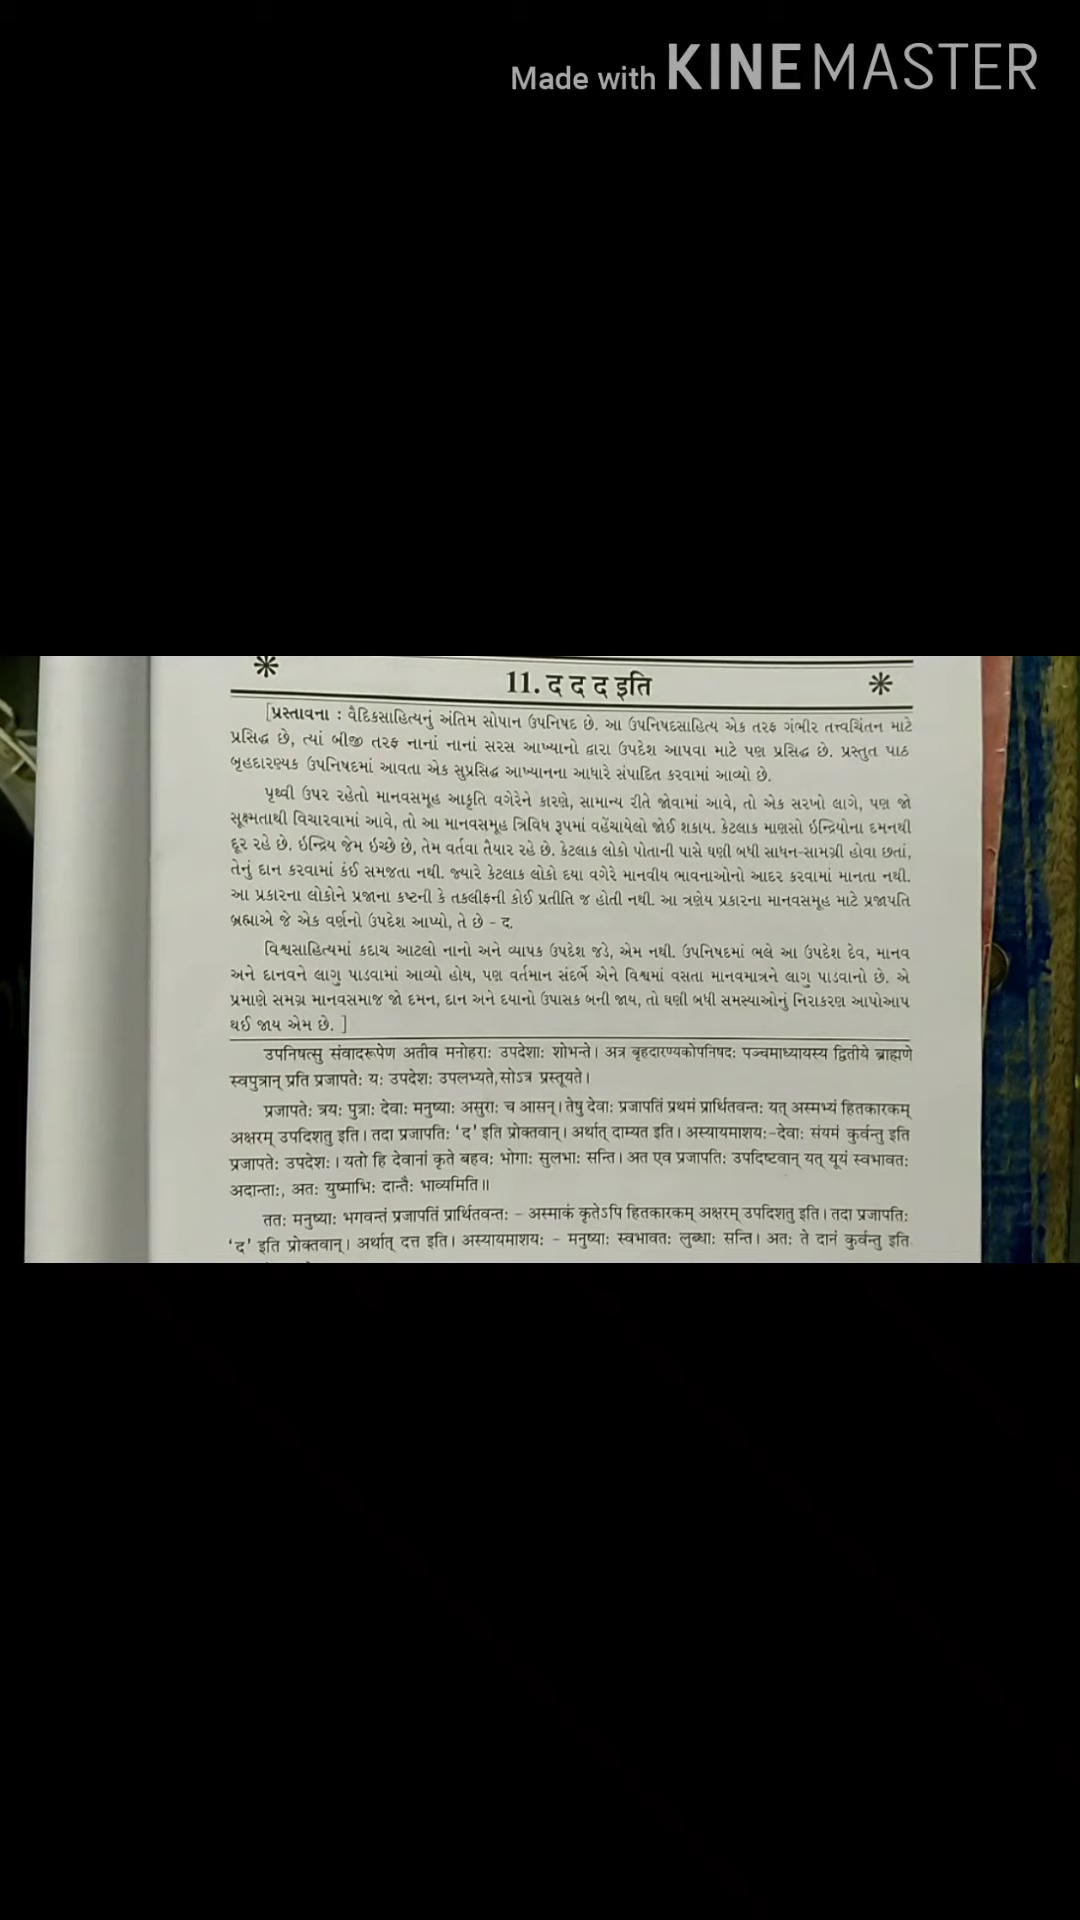 Made with KINEMASTER
11. द द द इति
[પ્રસ્તાવના : વૈદિકસાહિત્યનું અંતિમ સોપાન ઉપનિષદ છે. આ ઉપનિષદસાહિત્ય એક તરફ ગંભીર તત્ત્વચિંતન માટે
પ્રસિદ્ધ છે, ત્યાં બીજી તરફ નાનાં નાનાં સરસ આખ્યાનો દ્વારા ઉપદેશ આપવા માટે પણ પ્રસિદ્ધ છે. પ્રસ્તુત પાઠ
બૃહદારણ્યક ઉપનિષદમાં આવતા એક સુપ્રસિદ્ધ આખ્યાનના આધારે સંપાદિત કરવામાં આવ્યો છે.
પૃથ્વી ઉપર રહેતો માનવસમૂહ આકૃતિ વગેરેને કારણે, સામાન્ય રીતે જોવામાં આવે, તો એક સરખો લાગે, પણ જો
સૂક્ષ્મતાથી વિચારવામાં આવે, તો આ માનવસમૂહ ત્રિવિધ રૂપમાં વહેંચાયેલો જોઈ શકાય. કેટલાક માણસો ઇન્દ્રિયોના દમનથી
દૂર રહે છે. ઇન્દ્રિય જેમ ઇચ્છે છે, તેમ વર્તવા તૈયાર રહે છે. કેટલાક લોકો પોતાની પાસે ઘણી બધી સાધન-સામગ્રી હોવા છતાં,
તેનું દાન કરવામાં કંઈ સમજતા નથી. જ્યારે કેટલાક લોકો દયા વગેરે માનવીય ભાવનાઓનો આદર કરવામાં માનતા નથી.
આ પ્રકારના લોકોને પ્રજાના કષ્ટની કે તકલીફની કોઈ પ્રતીતિ જ હોતી નથી. આ ત્રણેય પ્રકારના માનવસમૂહ માટે પ્રજાપતિ
બ્રહ્માએ જે એક વર્ણનો ઉપદેશ આપ્યો, તે છે – દ.
વિશ્વસાહિત્યમાં કદાચ આટલો નાનો અને વ્યાપક ઉપદેશ જડે, એમ નથી. ઉપનિષદમાં ભલે આ ઉપદેશ દેવ, માનવ
અને દાનવને લાગુ પાડવામાં આવ્યો હોય, પણ વર્તમાન સંદર્ભે એને વિશ્વમાં વસતા માનવમાત્રને લાગુ પાડવાનો છે. એ
પ્રમાણે સમગ્ર માનવસમાજ જો દમન, દાન અને દયાનો ઉપાસક બની જાય, તો ઘણી બધી સમસ્યાઓનું નિરાકરણ આપોઆપ
થઈ જાય એમ છે. ]
उपनिषत्सु संवादरूपेण अतीव मनोहराः उपदेशाः शोभन्ते। अत्र बृहदारण्यकोपनिषदः पञ्चमाध्यायस्य द्वितीये ब्राह्मणे
स्वपुत्रान् प्रति प्रजापतेः यः उपदेशः उपलभ्यते, सोऽत्र प्रस्तूयते।
प्रजापतेः त्रयः पुत्राः देवाः मनुष्याः असुराः च आसन्। तेषु देवाः प्रजापतिं प्रथमं प्रार्थितवन्तः यत् अस्मभ्यं हितकारकम्
अक्षरम् उपदिशतु इति। तदा प्रजापतिः ‘द’ इति प्रोक्तवान्। अर्थात् दाम्यत इति। अस्यायमाशयः–देवाः संयमं कुर्वन्तु इति
प्रजापतेः उपदेशः। यतो हि देवानां कृते बहवः भोगाः सुलभाः सन्ति। अत एव प्रजापतिः उपदिष्टवान् यत् यूयं स्वभावतः
अदान्ताः, अतः युष्माभिः दान्तैः भाव्यमिति॥
ततः मनुष्याः भगवन्तं प्रजापतिं प्रार्थितवन्तः – अस्माकं कृतेऽपि हितकारकम् अक्षरम् उपदिशतु इति। तदा प्रजापतिः
‘द’ इति प्रोक्तवान्। अर्थात् दत्त इति। अस्यायमाशयः – मनुष्याः स्वभावतः लुब्धाः सन्ति। अतः ते दानं कुर्वन्तु इति